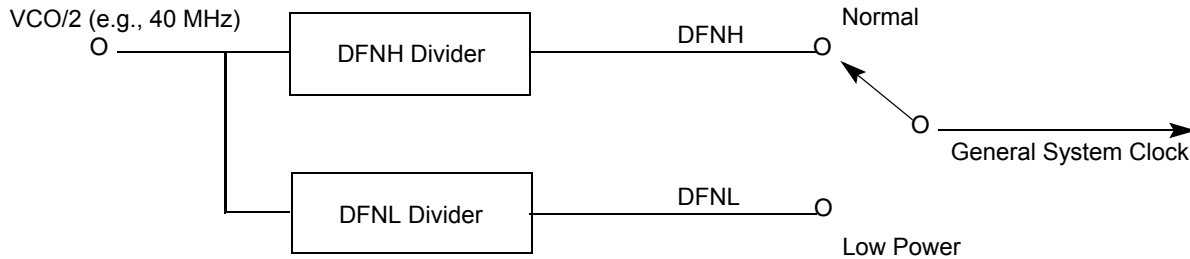 VCO/2 (e.g., 40 MHz)
DFNH Divider
DFNH
Normal
General System Clock
DFNL Divider
DFNL
Low Power